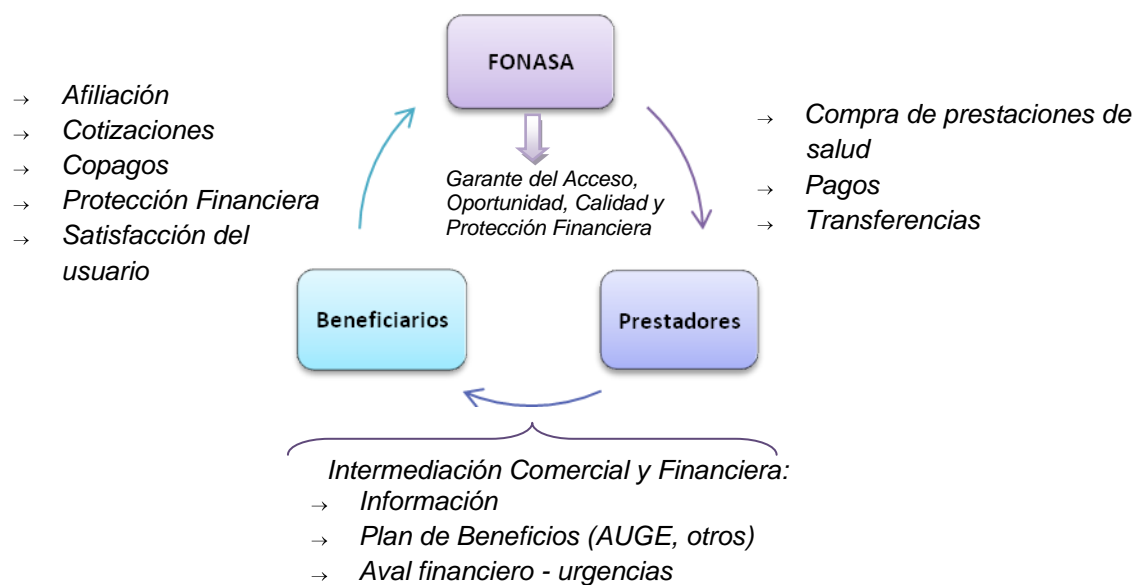 FONASA
→ Afiliación
→ Cotizaciones
→ Copagos
→ Protección Financiera
→ Satisfacción del
usuario
Garante del Acceso,
Oportunidad, Calidad y
Protección Financiera
→ Compra de prestaciones de
salud
→ Pagos
→ Transferencias
Beneficiarios
Prestadores
Intermediación Comercial y Financiera:
→ Información
→ Plan de Beneficios (AUGE, otros)
→ Aval financiero - urgencias